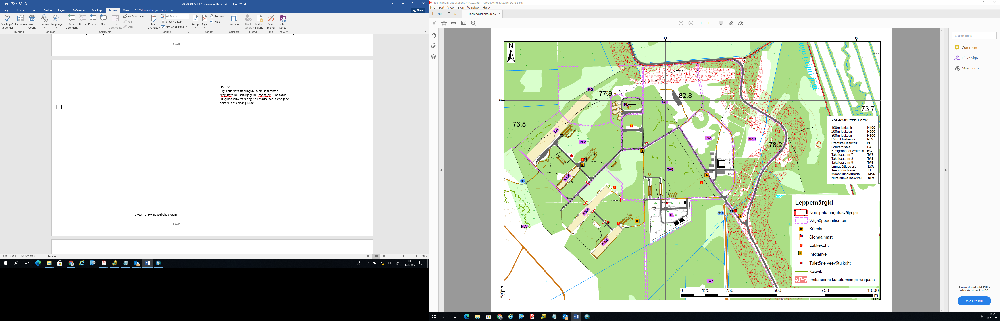 20220103_A_RKIK_Nursipalu_HV_kasutuseeskiri - Word
File Home Insert Design Layout References Mailings Review View Tell me what you want to do... Share
Spelling & Grammar
Thesaurus
Word Count
Translate
Language
New Comment
Delete
Previous
Next
Show Comments
Ink Comment
Pen
Eraser
Track Changes
All Markup
Show Markup
Reviewing Pane
Accept
Reject
Previous
Next
Compare
Block Authors
Restrict Editing
Start Inking
Linked Notes
Proofing Language Comments Tracking Changes Compare Protect Ink OneNote
22/48
LISA 7.3
Riigi Kaitseinvesteeringute Keskuse direktori
<reg_kpv> nr käskkirjaga nr <regist_nr> kinnitatud
„Riigi Kaitseinvesteeringute Keskuse harjutusväljade
portfelli eeskirjad" juurde
Skeem 1. HV TL asukoha skeem
23/48
Page 23 of 49 6716 words Estonian
100%
11:42
11.01.2022
Teeninduslinnaku asukoht_JAN2022.pdf - Adobe Acrobat Reader DC (32-bit)
File Edit View Sign Window Help
Home Tools Teeninduslinnaku a... ×
1 / 1
Search tools
Comment
Fill & Sign
More Tools
Convert and edit PDFs
with Acrobat Pro DC
Start Free Trial
91
92
N
09
uge (Aiju) jõgi
75
KG
77.9
82.8
PL
TA9
73.7
73.8
LA
PLV
LVA
MSR
78.2
75
TA8
N100
S5
N300
TL
S10
T1
NLV
N200
TA7
VÄLJAÕPPEEHITISED:
100m lasketiir N100
200m lasketiir N200
300m lasketiir N300
Patrull-laskeväli PLV
Practikali lasketiir PL
Lõhkamisala LA
Käsigranaadi viskeala KG
Taktikaala nr 7 TA7
Taktikaala nr 8 TA8
Taktikaala nr 9 TA9
Linnavõitluse ala LVA
Teeninduslinnak TL
Maastikusõidurada MSR
Nursikünka laskeväli NLV
Leppemärgid
Nursipalu harjutusvälja piir
Väljaõppeehitise piir
Käimla
Signaalmast
Lõkkekoht
Infotahvel
Tuletõrje veevõtu koht
Kaevik
Imitatsiooni kasutamise piiranguala
0 125 250 500 750 1 000
m
11:42
11.01.2022